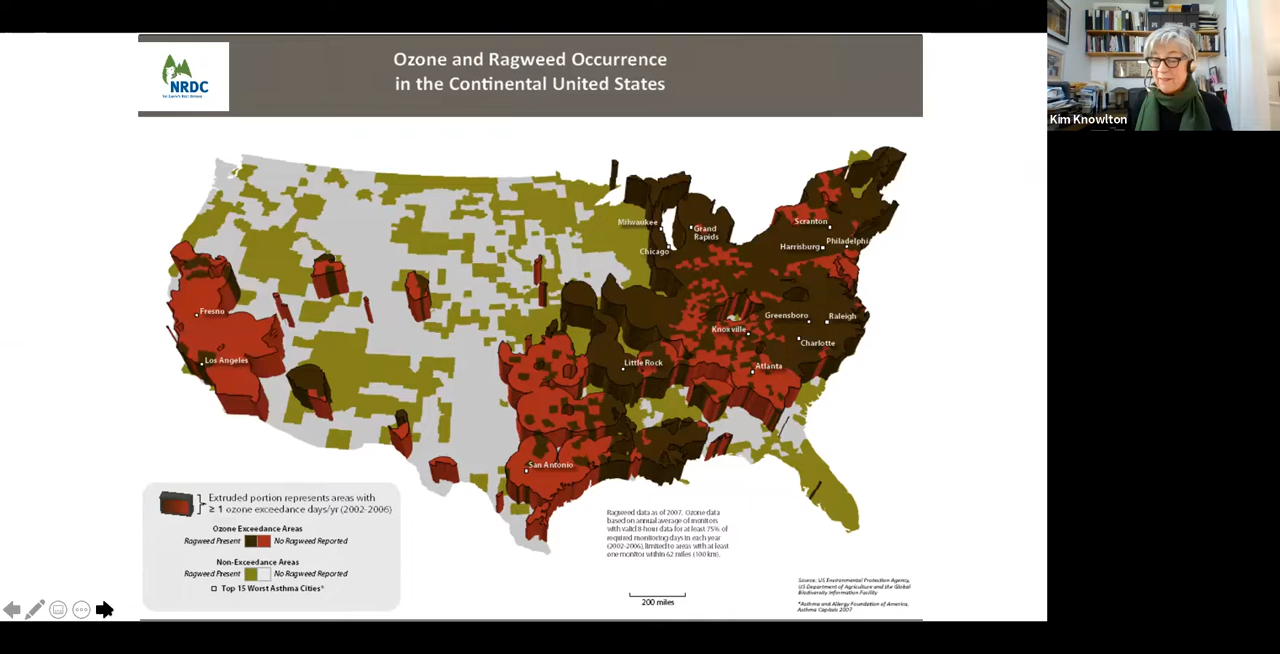 NRDC
THE EARTH'S BEST DEFENSE
Ozone and Ragweed Occurrence
in the Continental United States
Kim Knowlton
Milwaukee
Grand
Rapids
Chicago
Scranton
Harrisburg
Philadelphi
Fresno
Greensboro
Raleigh
Knoxville
Charlotte
Los Angeles
Little Rock
Atlanta
San Antonio
Extruded portion represents areas with
≥ 1 ozone exceedance days/yr (2002-2006)
Ozone Exceedance Areas
Ragweed Present No Ragweed Reported
Non-Exceedance Areas
Ragweed Present No Ragweed Reported
Top 15 Worst Asthma Cities*
Ragweed data as of 2007. Ozone data
based on annual average of monitors
with valid 8-hour data for at least 75% of
required monitoring days in each year
(2002-2006), limited to areas with at least
one monitor within 62 miles (100 km).
200 miles
Source: US Environmental Protection Agency,
US Department of Agriculture and the Global
Biodiversity Information Facility
*Asthma and Allergy Foundation of America,
Asthma Capitals 2007